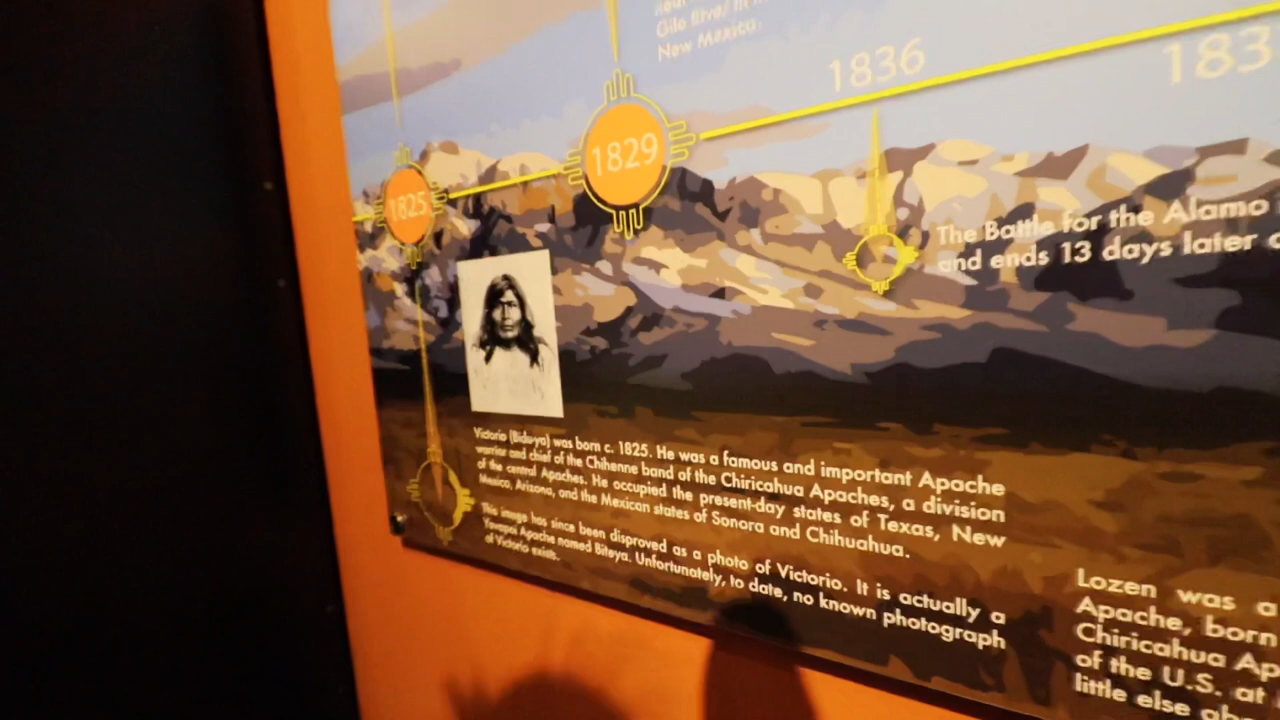 Gila River in
New Mexico.
1836
183
1829
1825
The Battle for the Alamo
and ends 13 days later
Victorio (Bidu-ya) was born c. 1825. He was a famous and important Apache
warrior and chief of the Chihenne band of the Chiricahua Apaches, a division
of the central Apaches. He occupied the present-day states of Texas, New
Mexico, Arizona, and the Mexican states of Sonora and Chihuahua.
This image has since been disproved as a photo of Victorio. It is actually a
Yavapai Apache named Biteya. Unfortunately, to date, no known photograph
of Victorio exists.
Lozen was a
Apache, born
Chiricahua Ap
of the U.S. at
little else abo